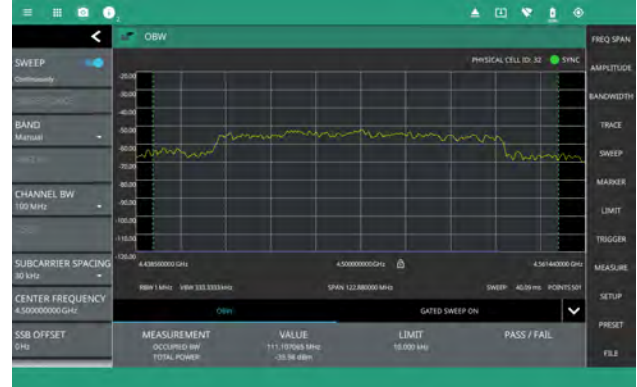 2
OBW
FREQ SPAN
SWEEP
Continuously
PHYSICAL CELL ID: 32
SYNC
AMPLITUDE
-20.00
-30.00
BANDWIDTH
-40.00
BAND
Manual
TRACE
-50.00
-60.00
SWEEP
-70.00
-80.00
MARKER
CHANNEL BW
100 MHz
-90.00
-100.00
LIMIT
-110.00
TRIGGER
-120.00
SUBCARRIER SPACING
30 kHz
4.438560000 GHz
4.500000000 GHz
4.561440000 GHz
MEASURE
RBW 1 MHz
VBW 333.3333 kHz
SPAN 122.880000 MHz
SWEEP 40.09 ms
POINTS 501
CENTER FREQUENCY
4.500000000 GHz
OBW
GATED SWEEP ON
SETUP
SSB OFFSET
0 Hz
MEASUREMENT
VALUE
LIMIT
PASS / FAIL
PRESET
OCCUPIED BW
111.197065 MHz
10.000 kHz
TOTAL POWER
-35.96 dBm
FILE